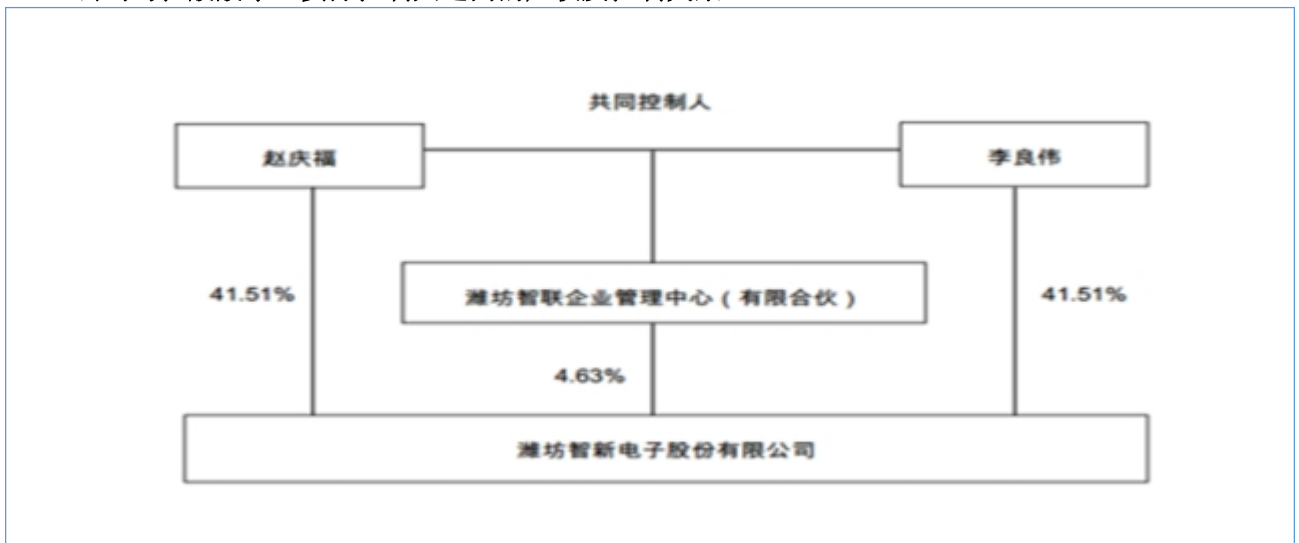 共同控制人
赵庆福
李良伟
41.51%
潍坊智联企业管理中心（有限合伙）
41.51%
4.63%
潍坊智新电子股份有限公司